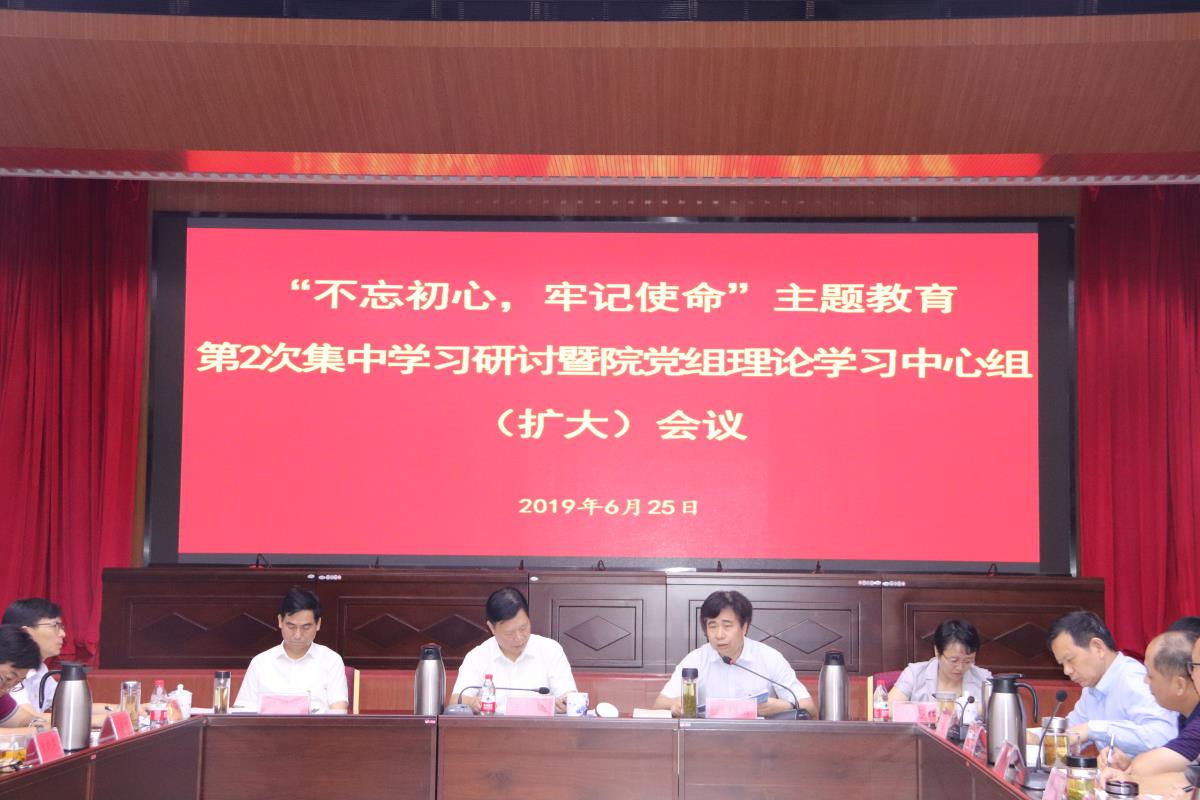 “不忘初心，牢记使命”主题教育
第2次集中学习研讨暨院党组理论学习中心组
（扩大）会议
2019年6月25日